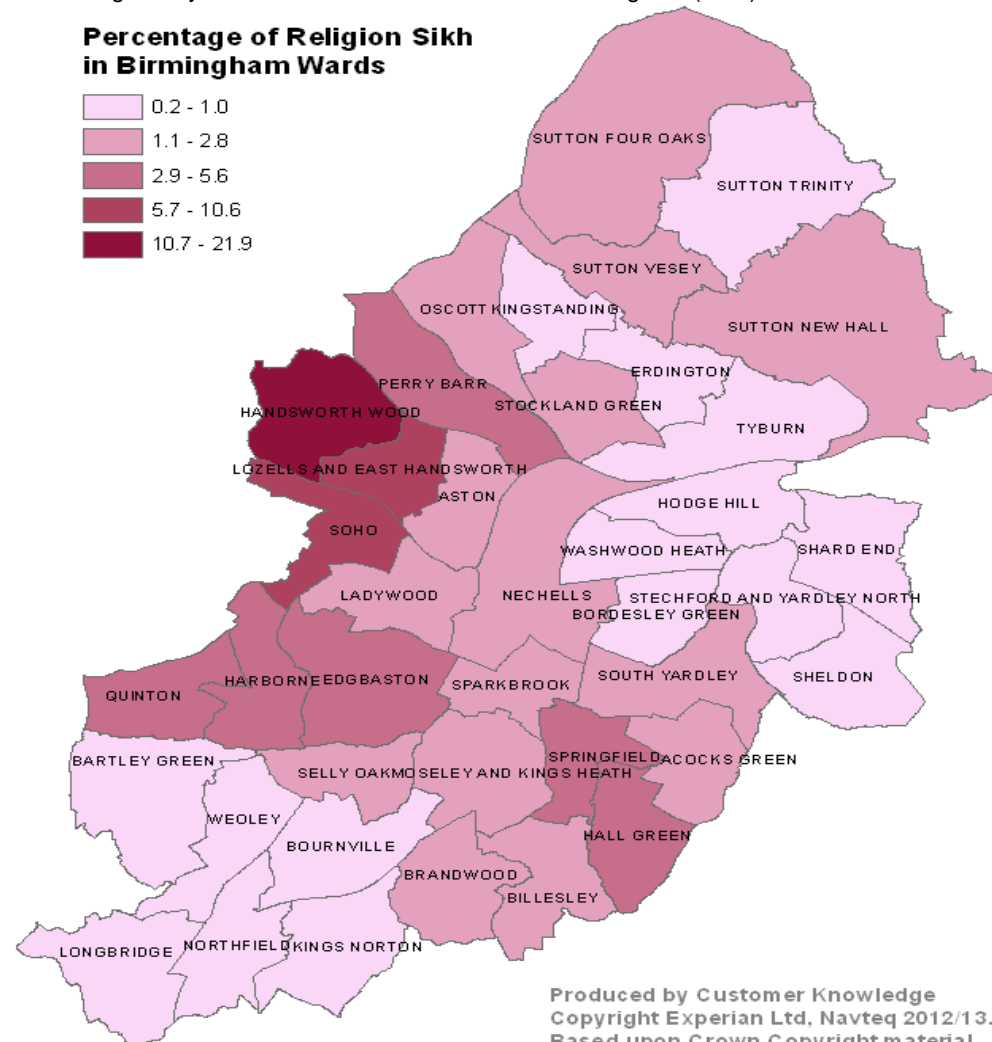 Percentage of Religion Sikh
in Birmingham Wards
0.2 - 1.0
1.1 - 2.8
2.9 - 5.6
5.7 - 10.6
10.7 - 21.9
SUTTON FOUR OAKS
SUTTON TRINITY
SUTTON VESEY
OSCOTT
KINGSTANDING
SUTTON NEW HALL
ERDINGTON
PERRY BARR
STOCKLAND GREEN
HANDSWORTH WOOD
TYBURN
LOZELLS AND EAST HANDSWORTH
ASTON
HODGE HILL
SOHO
WASHWOOD HEATH
SHARD END
LADYWOOD
NECHELLS
STECHFORD AND YARDLEY NORTH
BORDESLEY GREEN
QUINTON
HARBORNE
EDGBASTON
SPARKBROOK
SOUTH YARDLEY
SHELDON
BARTLEY GREEN
SELLY OAK
MOSELEY AND KINGS HEATH
SPRINGFIELD
ACOCKS GREEN
WEOLEY
BOURNVILLE
HALL GREEN
BRANDWOOD
BILLESLEY
LONGBRIDGE
NORTHFIELD
KINGS NORTON
Produced by Customer Knowledge
Copyright Experian Ltd, Navteq 2012/13.
Based upon Crown Copyright material